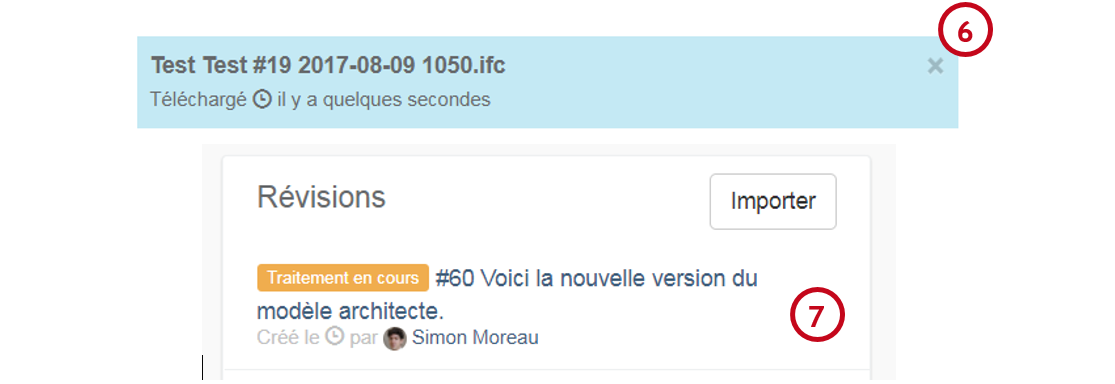 6
Test Test #19 2017-08-09 1050.ifc
×
Téléchargé il y a quelques secondes
Révisions
Importer
Traitement en cours #60 Voici la nouvelle version du
modèle architecte.
7
Créé le par Simon Moreau